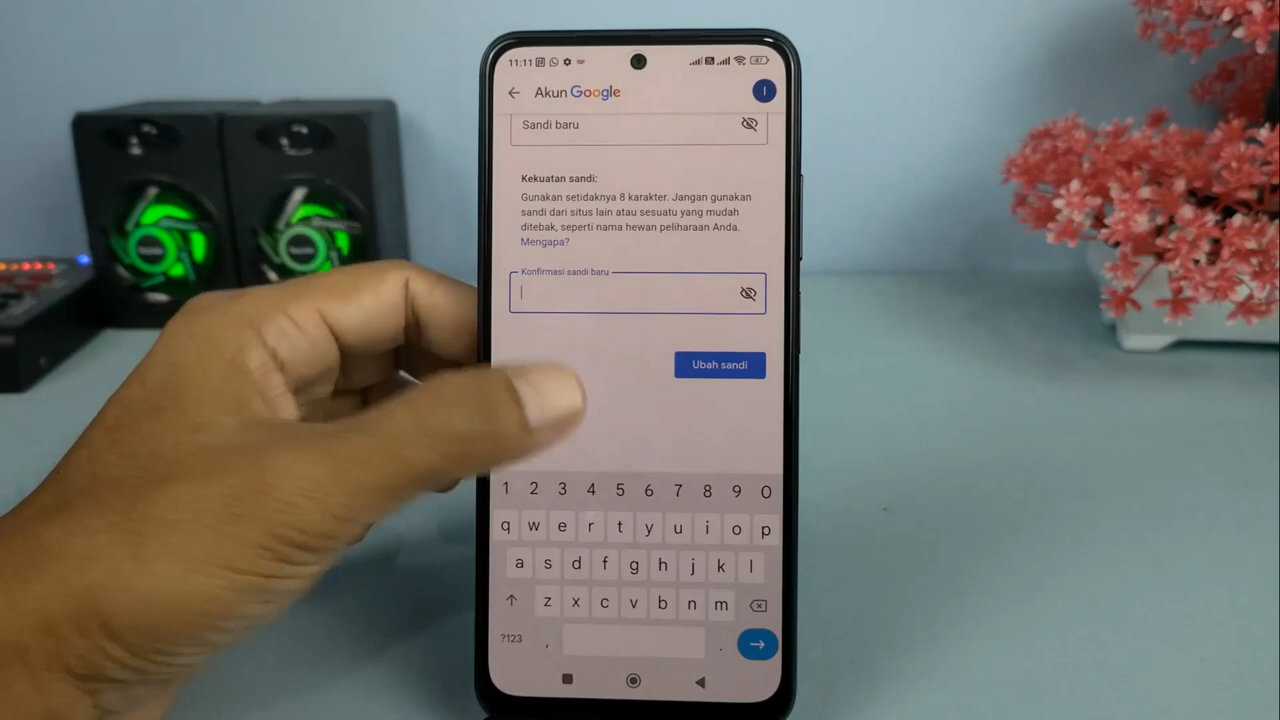 11:11
47
Akun Google
I
Sandi baru
Kekuatan sandi:
Gunakan setidaknya 8 karakter. Jangan gunakan
sandi dari situs lain atau sesuatu yang mudah
ditebak, seperti nama hewan peliharaan Anda.
Mengapa?
Konfirmasi sandi baru
Ubah sandi
1 2 3 4 5 6 7 8 9 0
q w e r t y u i o p
a s d f g h j k l
z x c v b n m
?123 , .